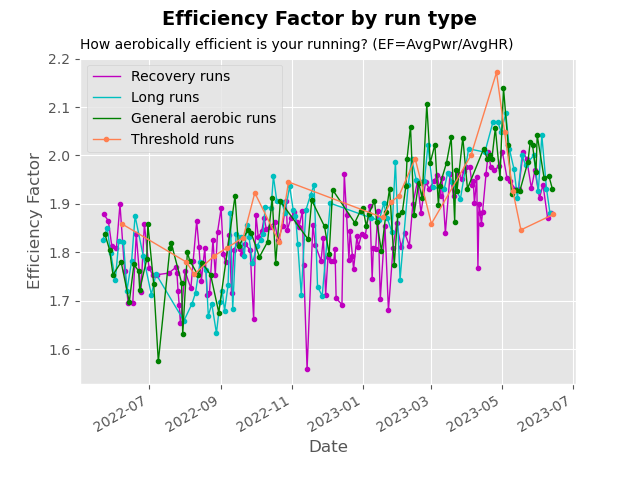 Efficiency Factor by run type
How aerobically efficient is your running? (EF=AvgPwr/AvgHR)
Recovery runs
Long runs
General aerobic runs
Threshold runs
Efficiency Factor
2.2
2.1
2.0
1.9
1.8
1.7
1.6
2022-07
2022-09
2022-11
2023-01
2023-03
2023-05
2023-07
Date